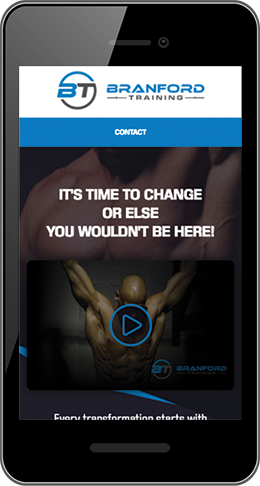 BT BRANFORD
TRAINING
CONTACT
IT'S TIME TO CHANGE
OR ELSE
YOU WOULDN'T BE HERE!
BT BRANFORD
TRAINING
Every transformation starts with